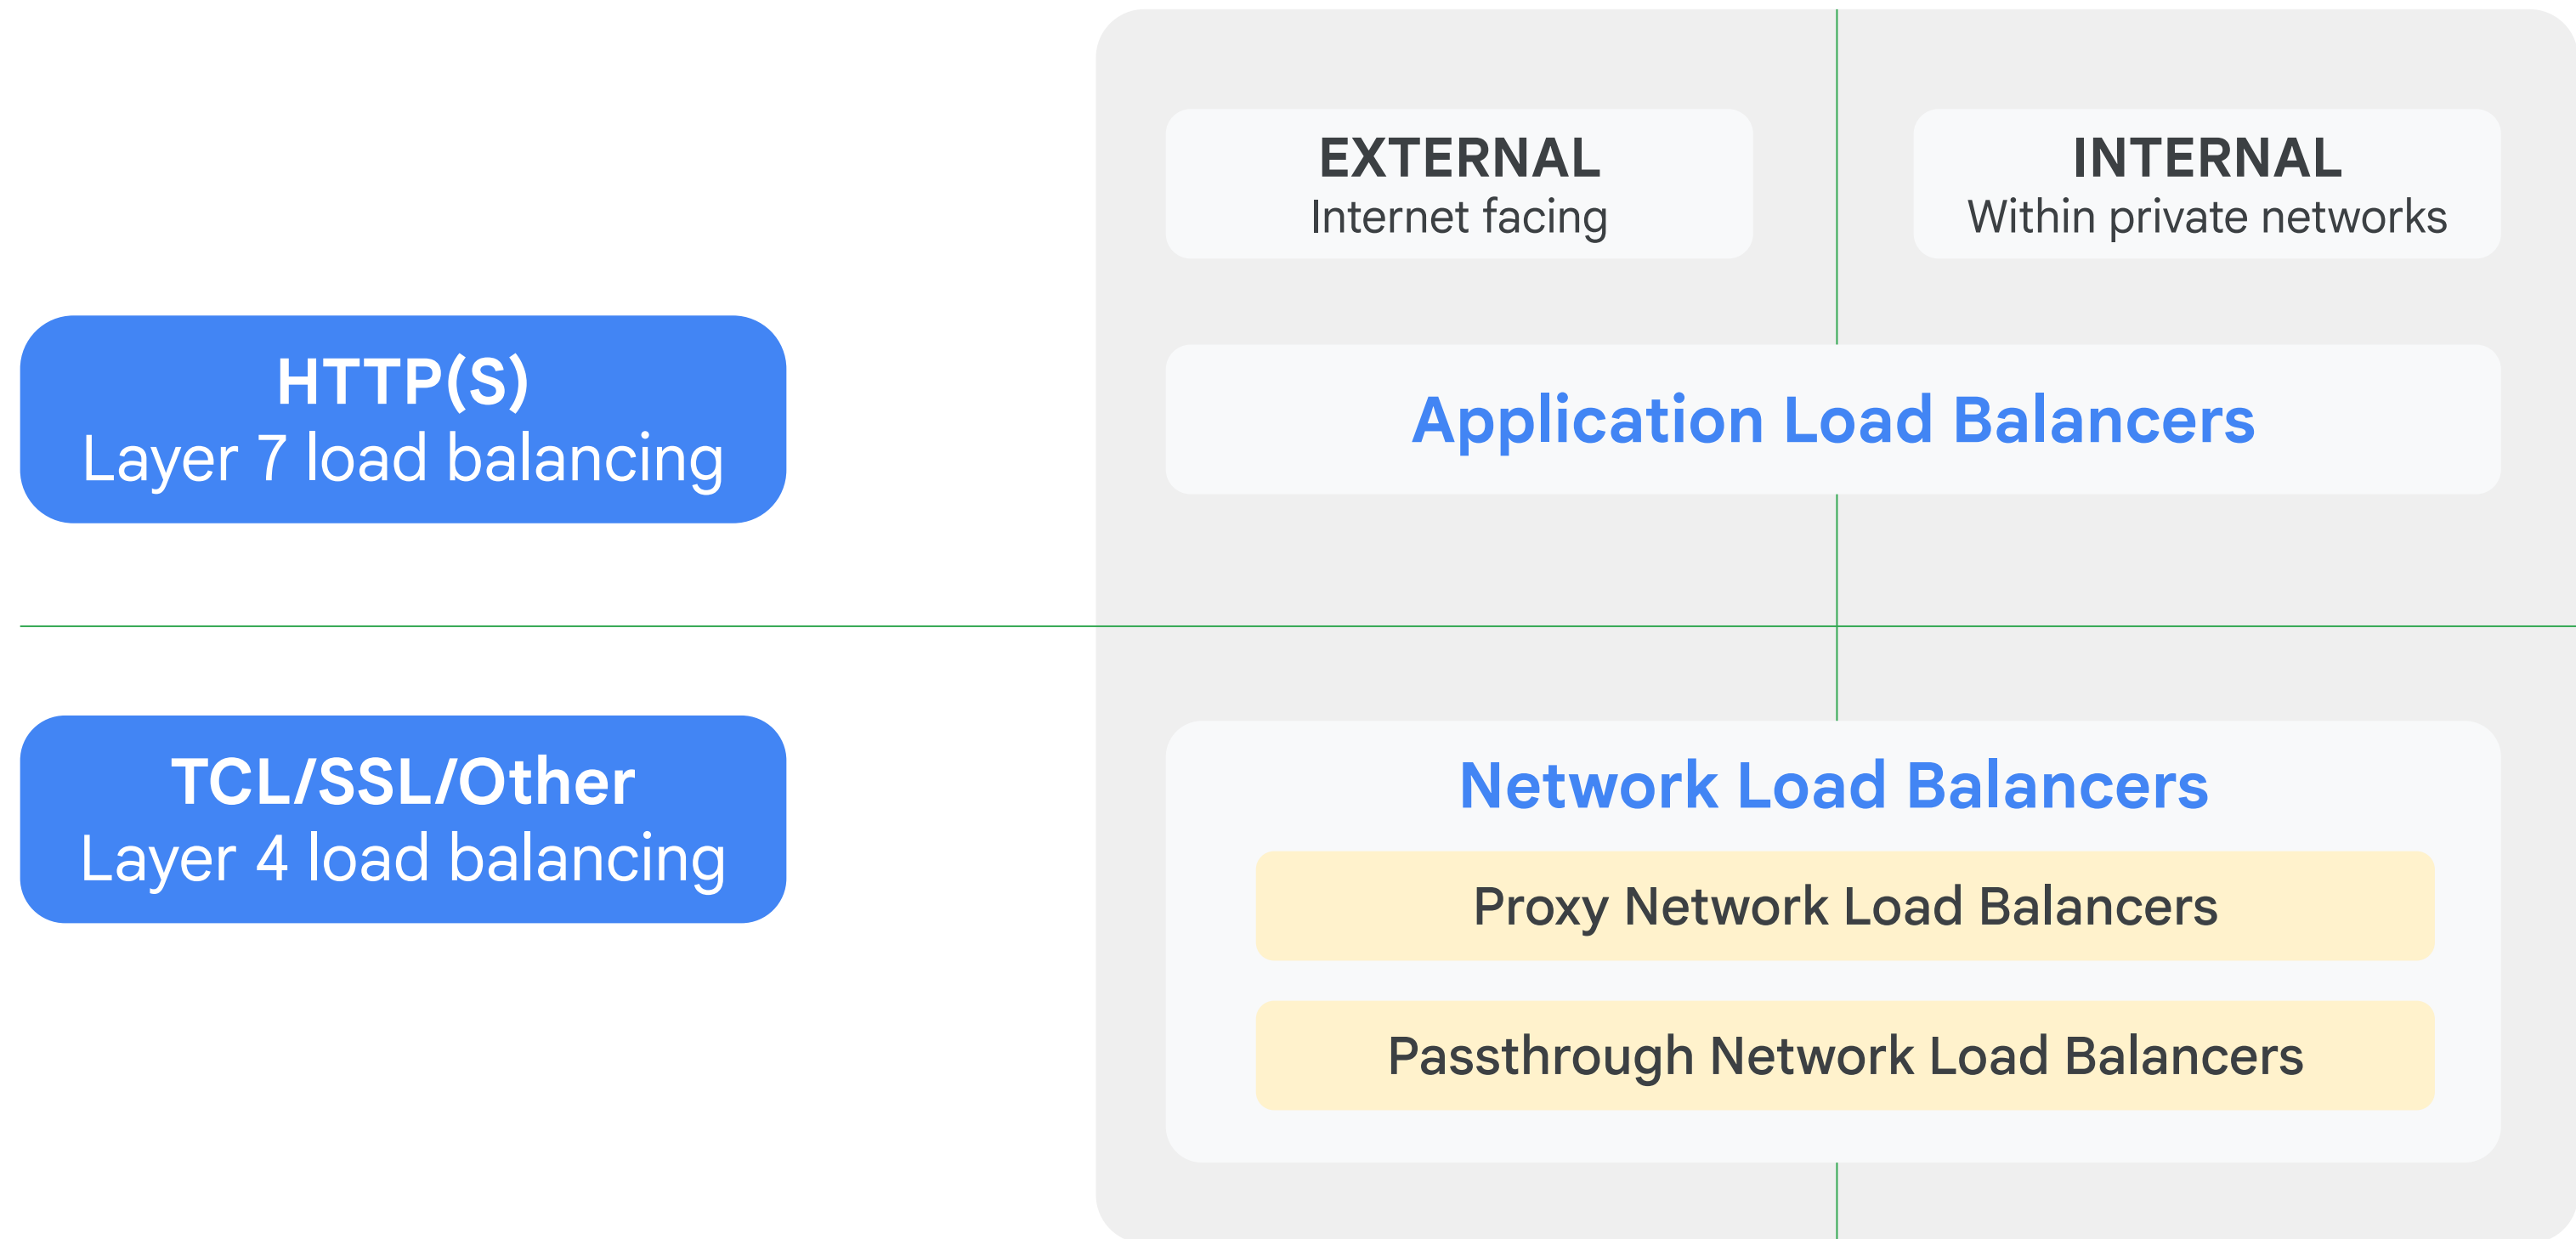 EXTERNAL
Internet facing
INTERNAL
Within private networks
HTTP(S)
Layer 7 load balancing
Application Load Balancers
TCL/SSL/Other
Layer 4 load balancing
Network Load Balancers
Proxy Network Load Balancers
Passthrough Network Load Balancers